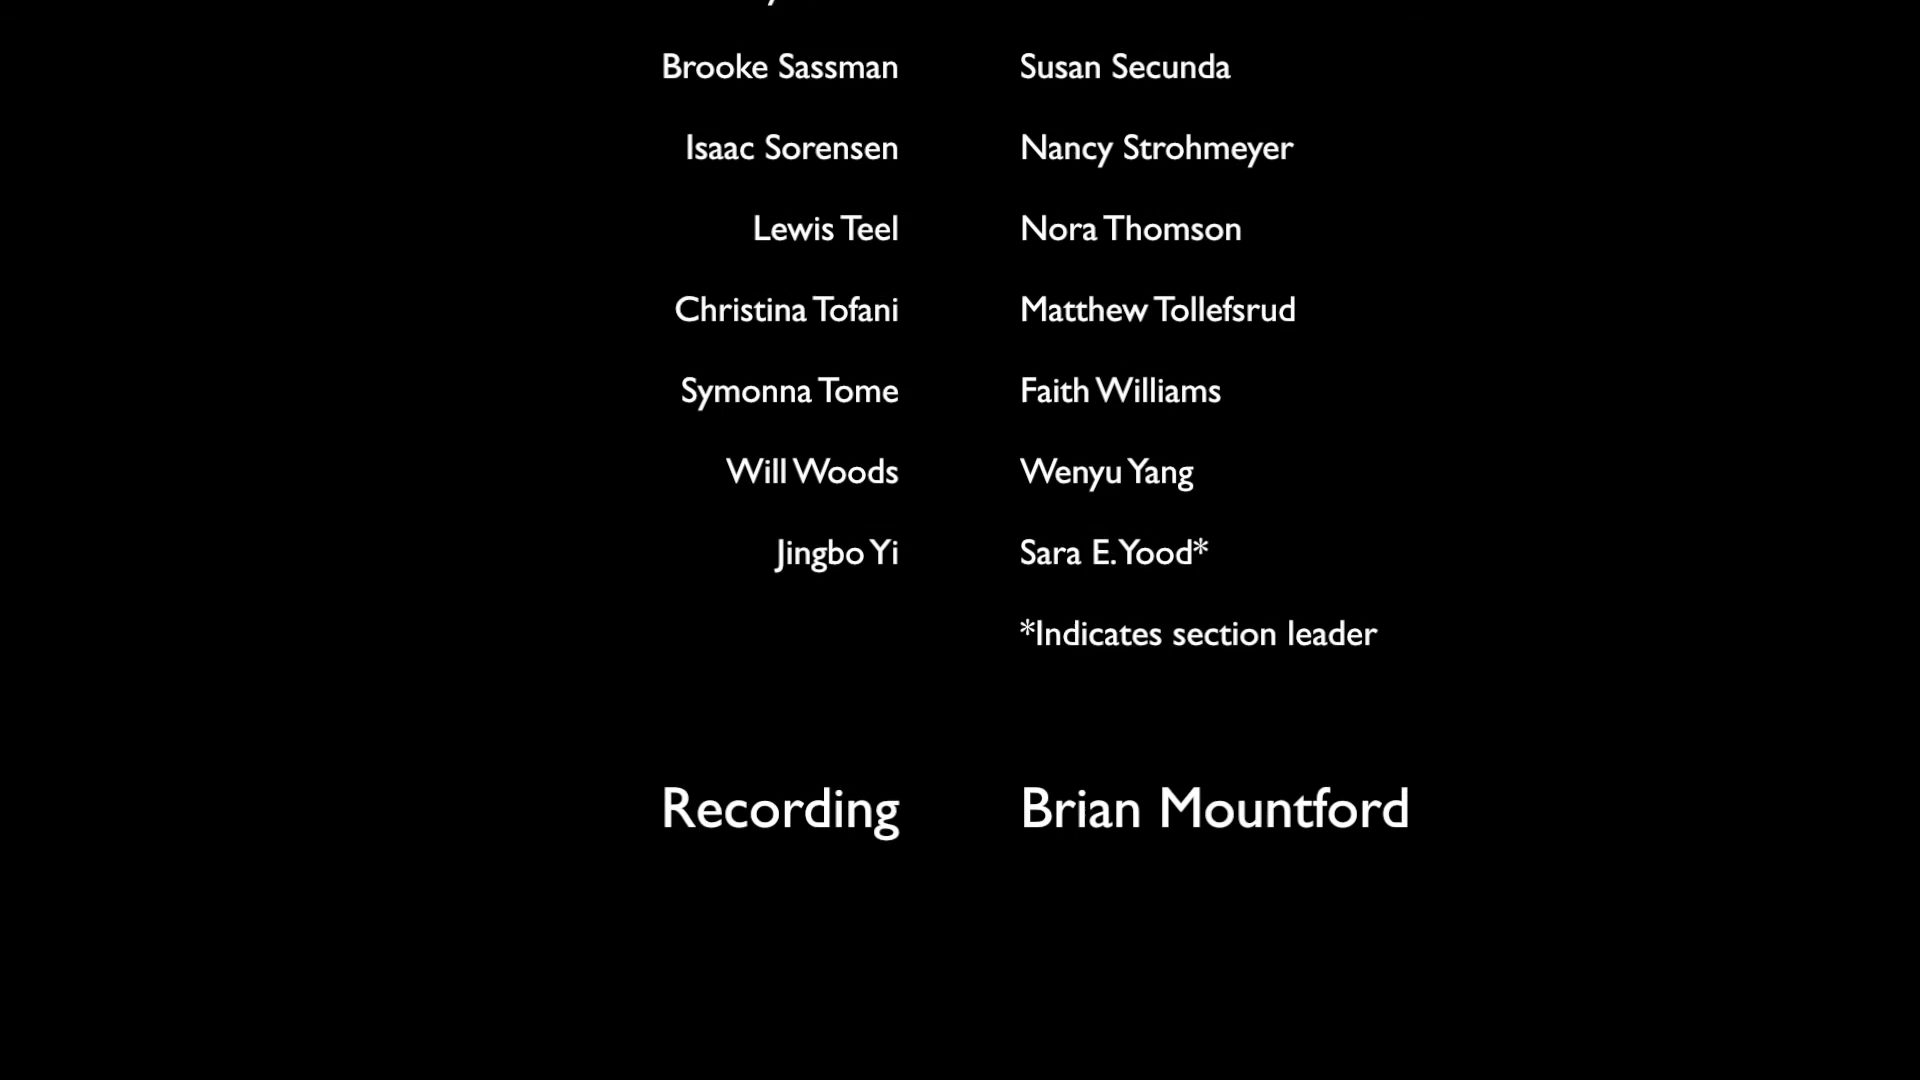 Brooke Sassman Susan Secunda
Isaac Sorensen Nancy Strohmeyer
Lewis Teel Nora Thomson
Christina Tofani Matthew Tollefsrud
Symonna Tome Faith Williams
Will Woods Wenyu Yang
Jingbo Yi Sara E. Yood*
*Indicates section leader
Recording Brian Mountford